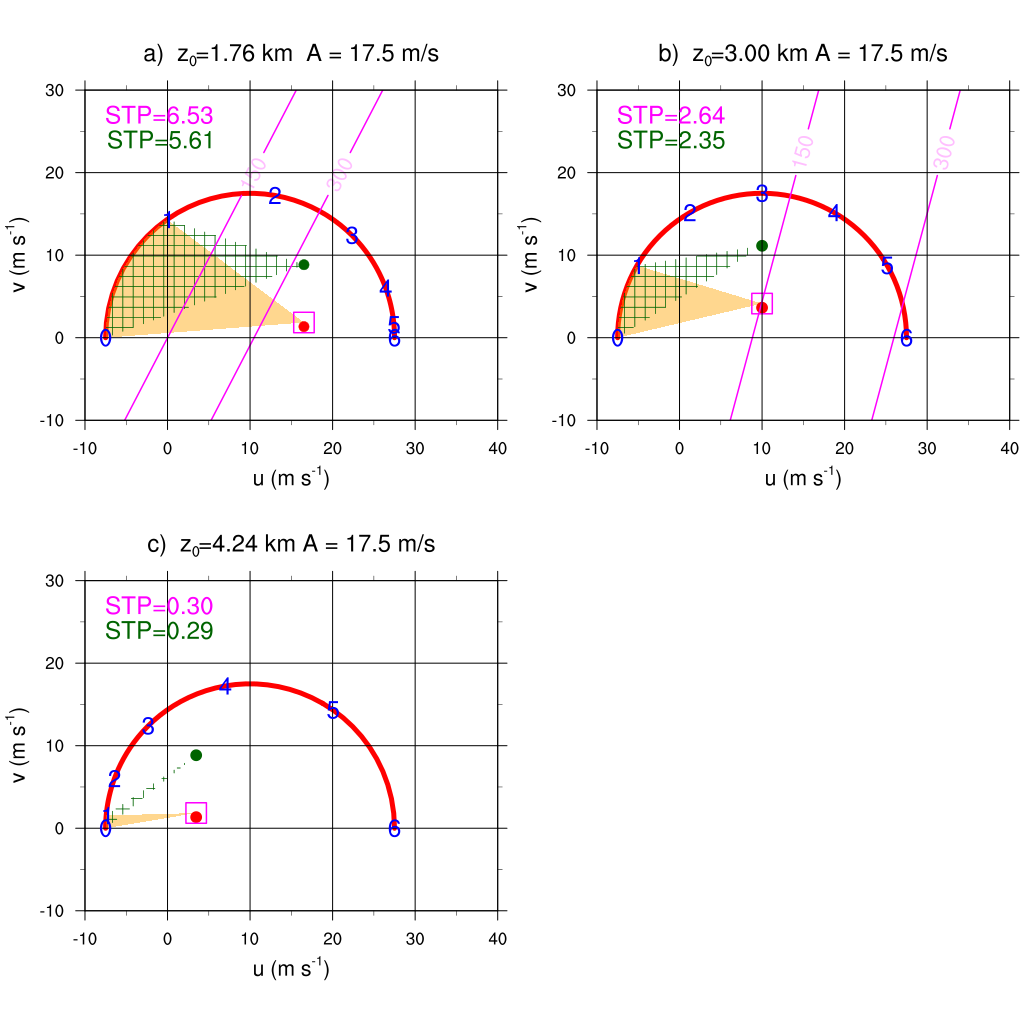 a) z₀=1.76 km A = 17.5 m/s
30
20
10
0
-10
v (m s⁻¹)
STP=6.53
STP=5.61
150
300
0
1
2
3
4
5
6
-10 0 10 20 30 40
u (m s⁻¹)
b) z₀=3.00 km A = 17.5 m/s
30
20
10
0
-10
v (m s⁻¹)
STP=2.64
STP=2.35
150
300
0
1
2
3
4
5
6
-10 0 10 20 30 40
u (m s⁻¹)
c) z₀=4.24 km A = 17.5 m/s
30
20
10
0
-10
v (m s⁻¹)
STP=0.30
STP=0.29
0
1
2
3
4
5
6
-10 0 10 20 30 40
u (m s⁻¹)